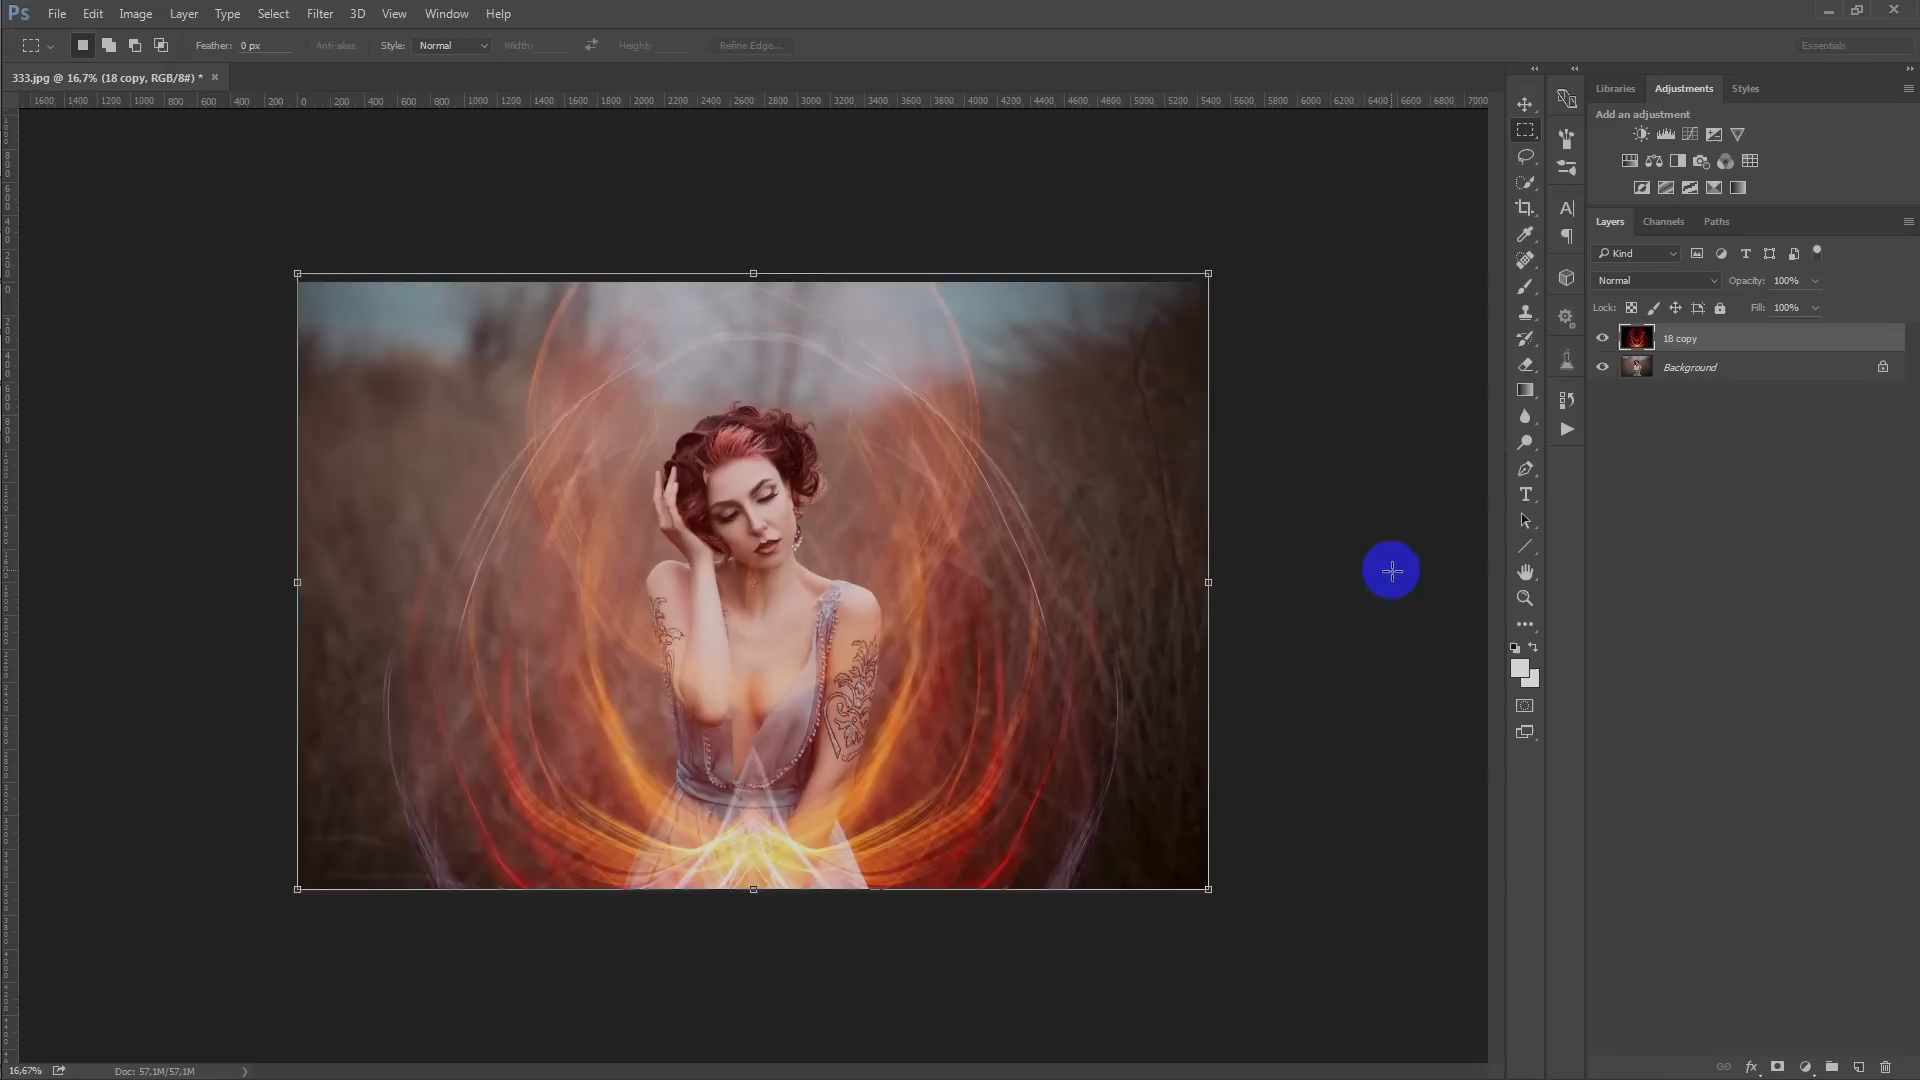 Ps File Edit Image Layer Type Select Filter 3D View Window Help
Feather: 0 px Anti-alias Style: Normal Width: Height: Refine Edge... Essentials
333.jpg @ 16,7% (18 copy, RGB/8#) * ×
1600 1400 1200 1000 800 600 400 200 0 200 400 600 800 1000 1200 1400 1600 1800 2000 2200 2400 2600 2800 3000 3200 3400 3600 3800 4000 4200 4400 4600 4800 5000 5200 5400 5600 5800 6000 6200 6400 6600 6800 7000
Libraries Adjustments Styles
Add an adjustment
Layers Channels Paths
Kind
Normal Opacity: 100%
Lock: Fill: 100%
18 copy
Background
16,67% Doc: 57,1M/57,1M